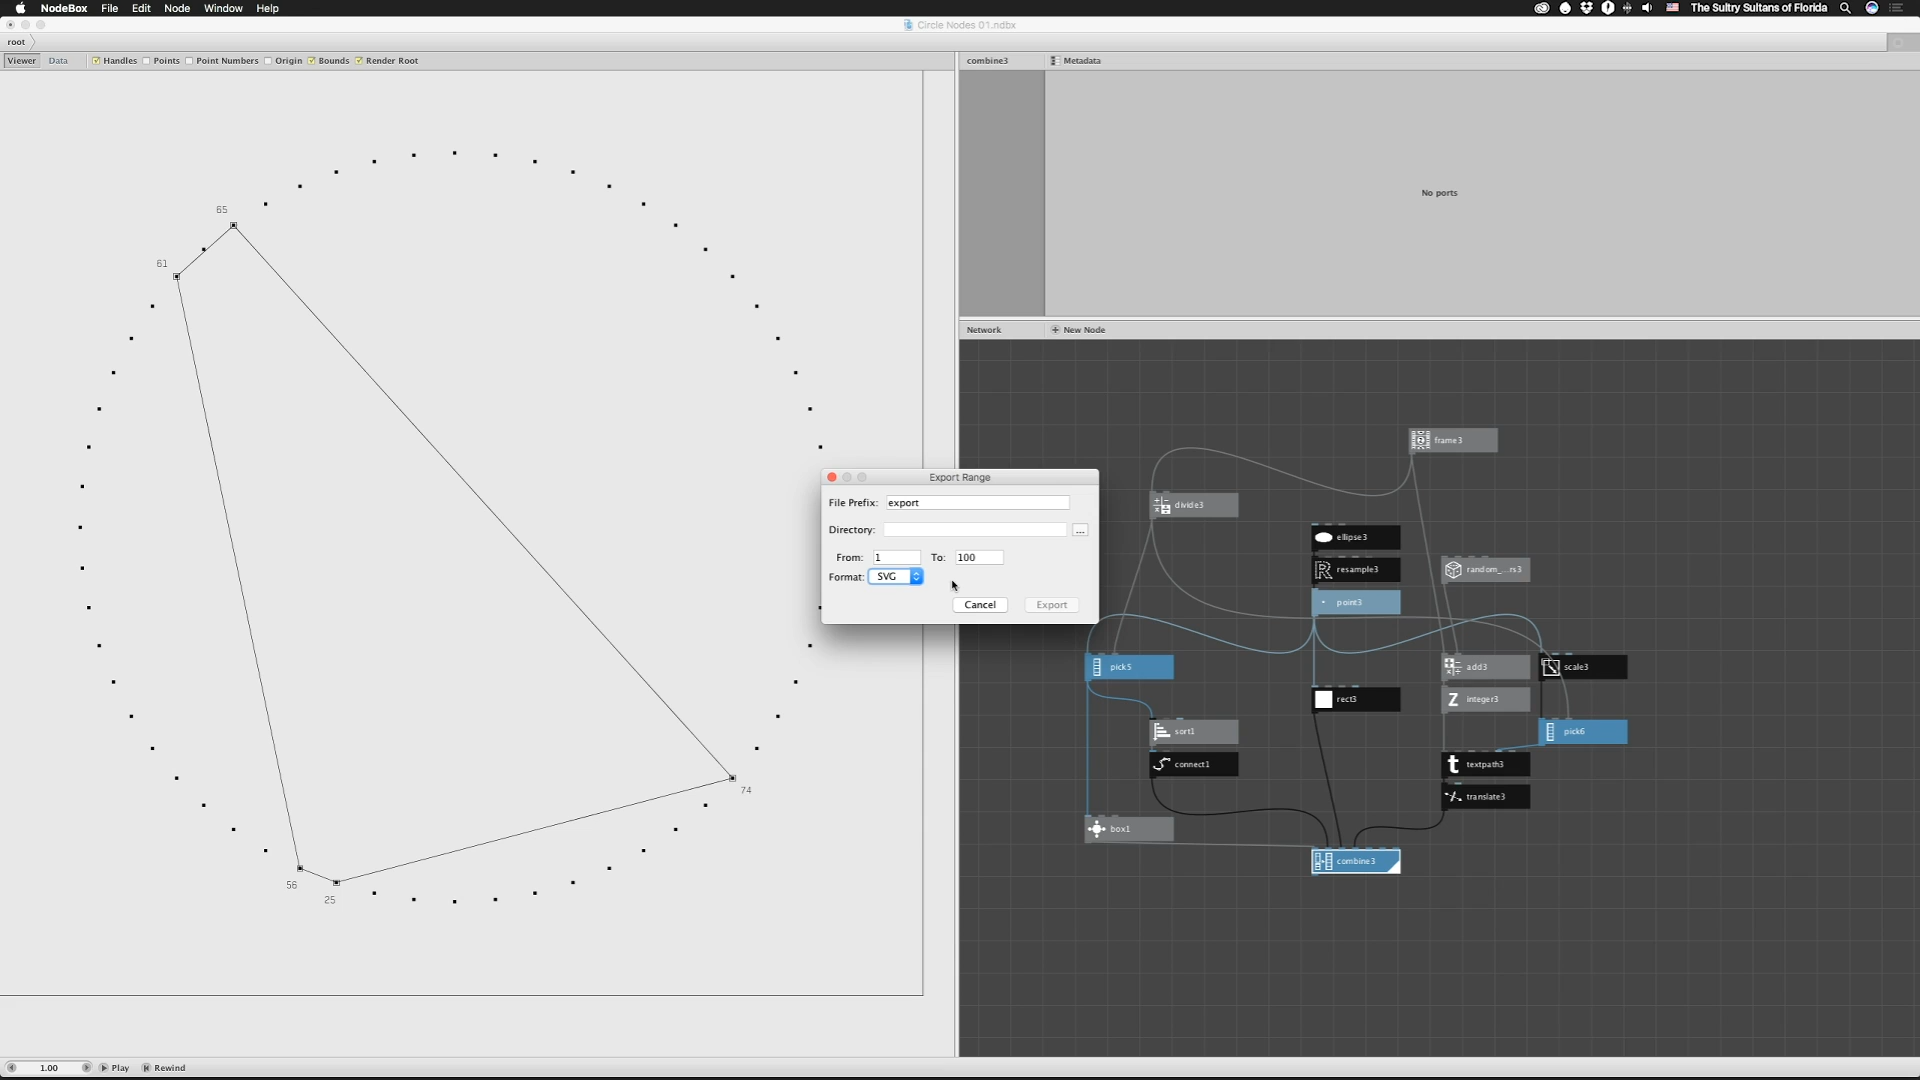 NodeBox File Edit Node Window Help The Sultry Sultans of Florida
Circle Nodes 01.ndbx
root
Viewer Data Handles Points Point Numbers Origin Bounds Render Root
combine3 Metadata
No ports
Network New Node
65
61
74
56
25
Export Range
File Prefix: export
Directory: ...
From: 1 To: 100
Format: SVG
Cancel Export
frame3
divide3
ellipse3
resample3
random_...rs3
point3
pick5
add3
scale3
rect3
integer3
sort1
pick6
connect1
textpath3
translate3
box1
combine3
1.00 Play Rewind